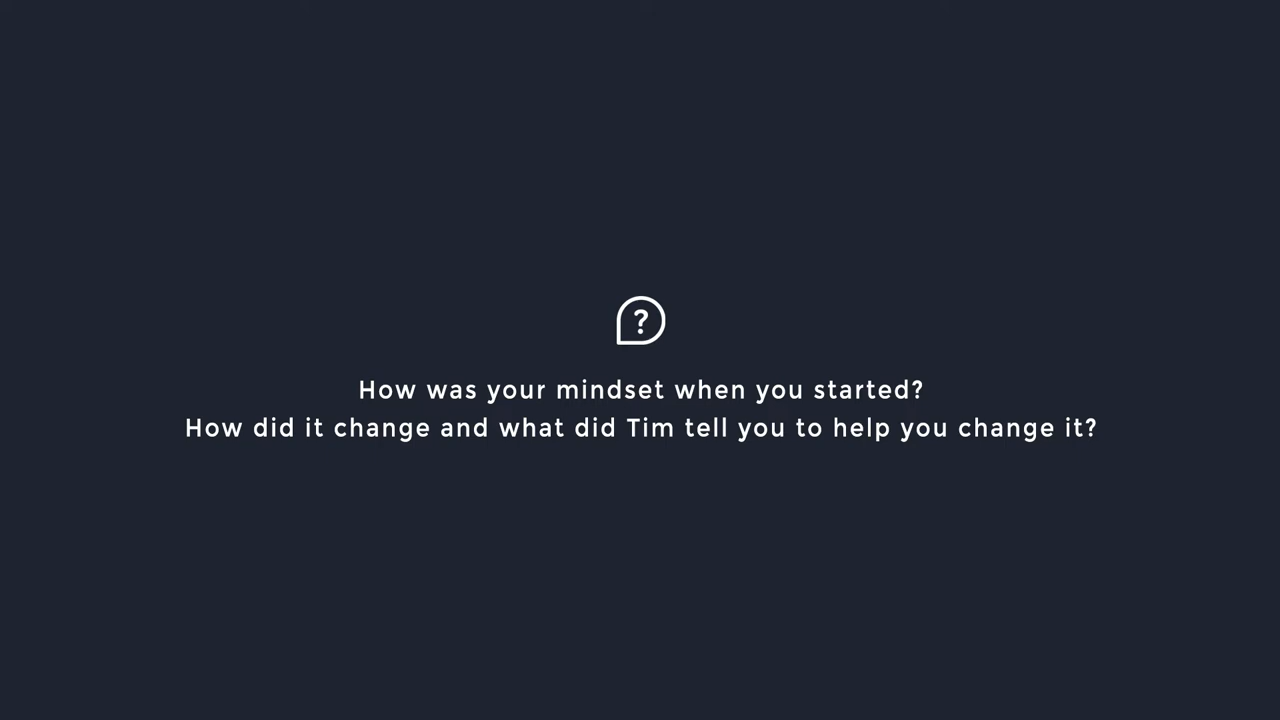 ?
How was your mindset when you started?
How did it change and what did Tim tell you to help you change it?